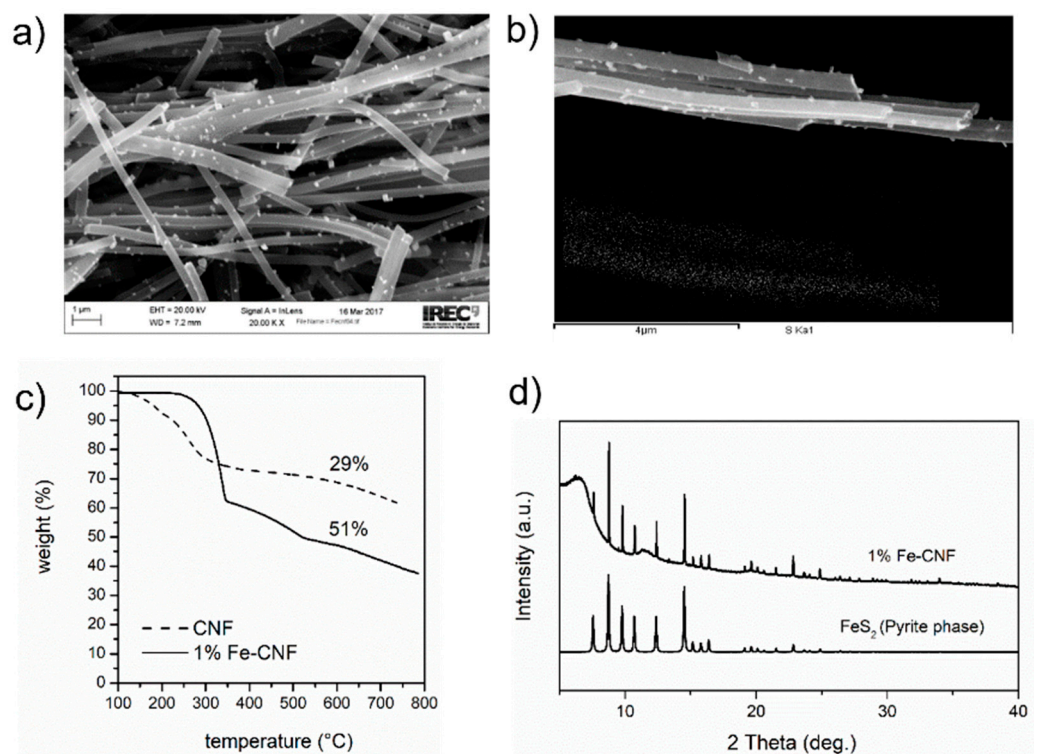 a)
1 µm
EHT = 20.00 kV
WD = 7.2 mm
Signal A = InLens
20.00 K X
16 Mar 2017
IREC
b)
4µm
S Ka1
c)
weight (%)
100
90
80
70
60
50
40
30
20
10
0
29%
51%
CNF
1% Fe-CNF
100 200 300 400 500 600 700 800
temperature (°C)
d)
Intensity (a.u.)
1% Fe-CNF
FeS₂ (Pyrite phase)
10 20 30 40
2 Theta (deg.)